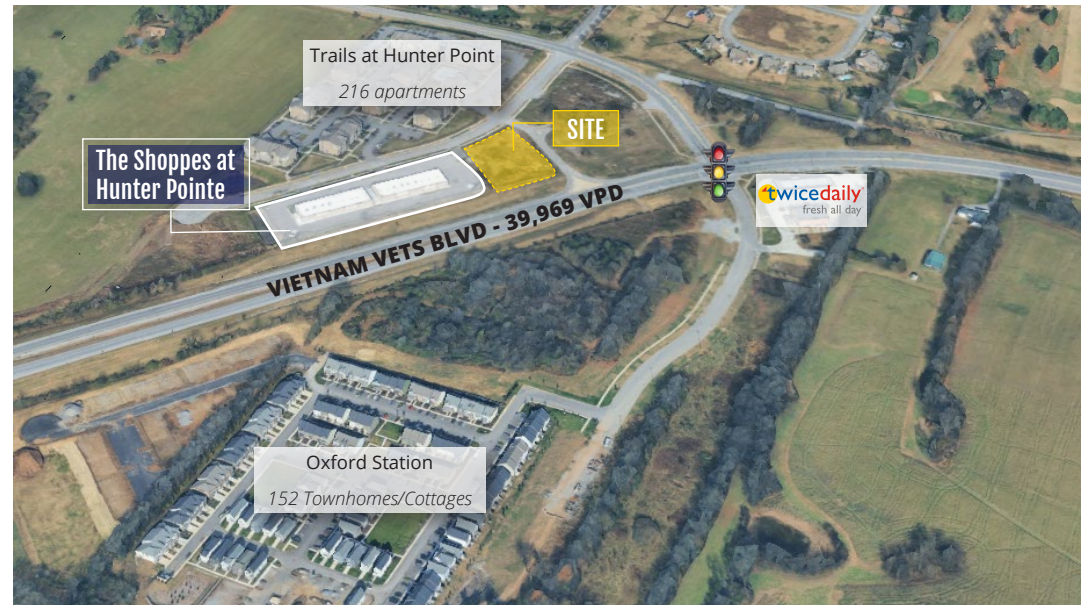 Trails at Hunter Point
216 apartments
SITE
The Shoppes at
Hunter Pointe
twicedaily
fresh all day
VIETNAM VETS BLVD - 39,969 VPD
Oxford Station
152 Townhomes/Cottages